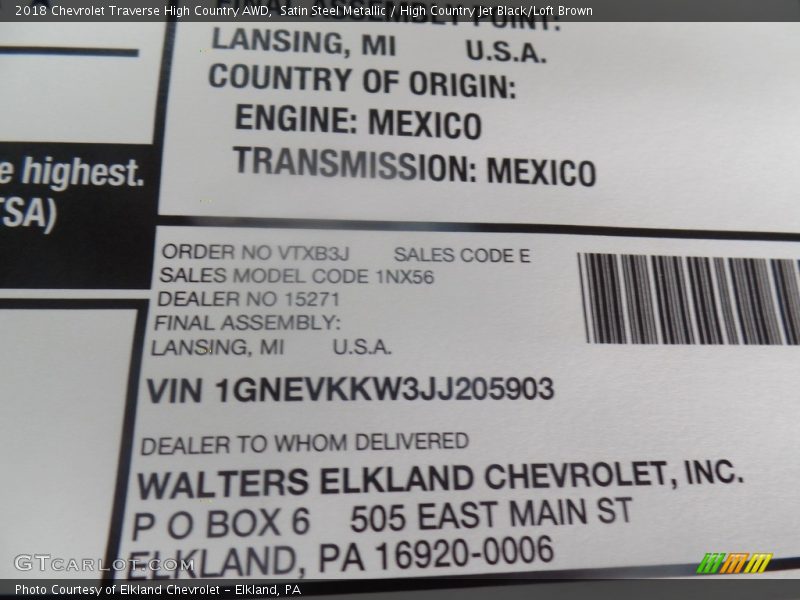 2018 Chevrolet Traverse High Country AWD, Satin Steel Metallic / High Country Jet Black/Loft Brown
FINAL ASSEMBLY POINT:
LANSING, MI U.S.A.
COUNTRY OF ORIGIN:
ENGINE: MEXICO
TRANSMISSION: MEXICO
e highest.
TSA)
ORDER NO VTXB3J SALES CODE E
SALES MODEL CODE 1NX56
DEALER NO 15271
FINAL ASSEMBLY:
LANSING, MI U.S.A.
VIN 1GNEVKKW3JJ205903
DEALER TO WHOM DELIVERED
WALTERS ELKLAND CHEVROLET, INC.
P O BOX 6 505 EAST MAIN ST
ELKLAND, PA 16920-0006
GTcarlot.com
Photo Courtesy of Elkland Chevrolet - Elkland, PA